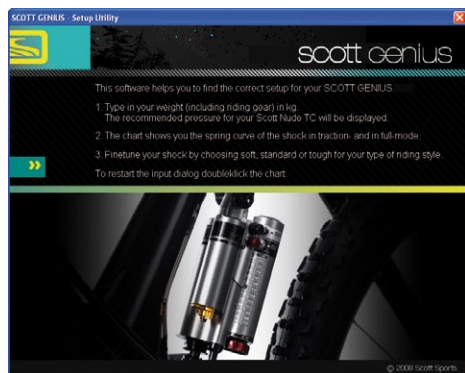 SCOTT GENIUS - Setup Utility
scott genius
This software helps you to find the correct setup for your SCOTT GENIUS
1. Type in your weight (including riding gear) in kg.
The recommended pressure for your Scott Nude TC will be displayed.
2. The chart shows you the spring curve of the shock in traction- and in full-mode.
3. Finetune your shock by choosing soft, standard or tough for your type of riding style.
To restart the input dialog doubleklick the chart.
© 2008 Scott Sports